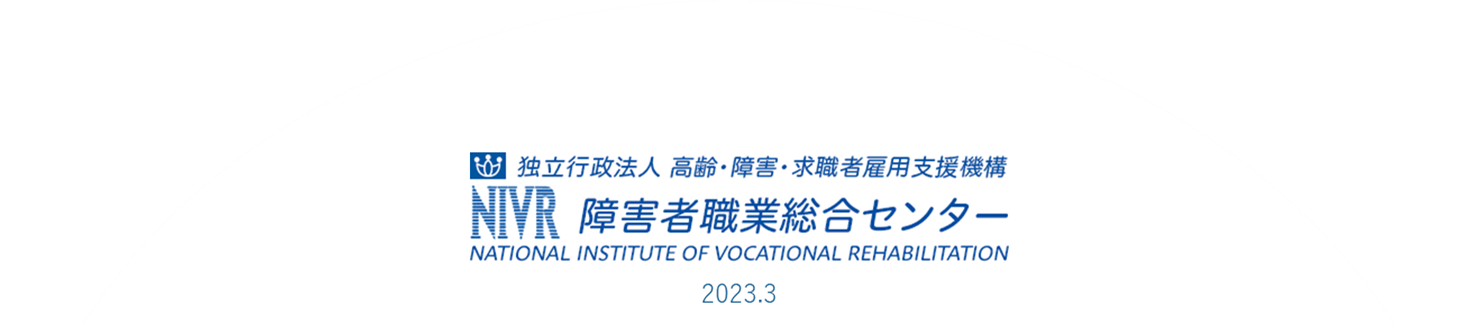 独立行政法人 高齢・障害・求職者雇用支援機構
NIVR 障害者職業総合センター
NATIONAL INSTITUTE OF VOCATIONAL REHABILITATION
2023.3